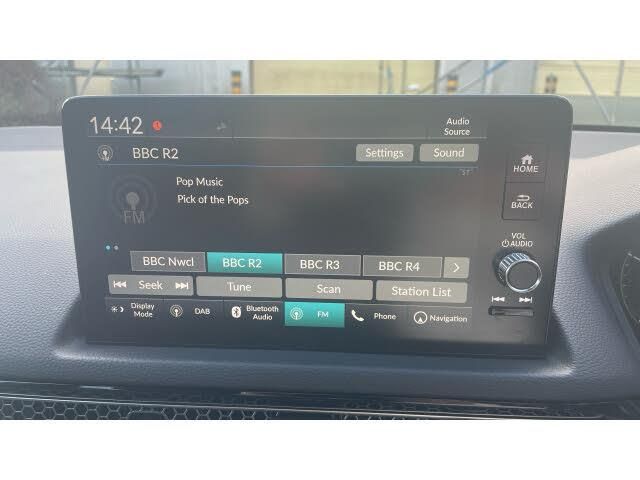 14:42
Audio
Source
BBC R2
Settings
Sound
ST
Pop Music
Pick of the Pops
FM
HOME
BACK
VOL
AUDIO
BBC Nwcl
BBC R2
BBC R3
BBC R4
Seek
Tune
Scan
Station List
Display
Mode
DAB
Bluetooth
Audio
FM
Phone
Navigation